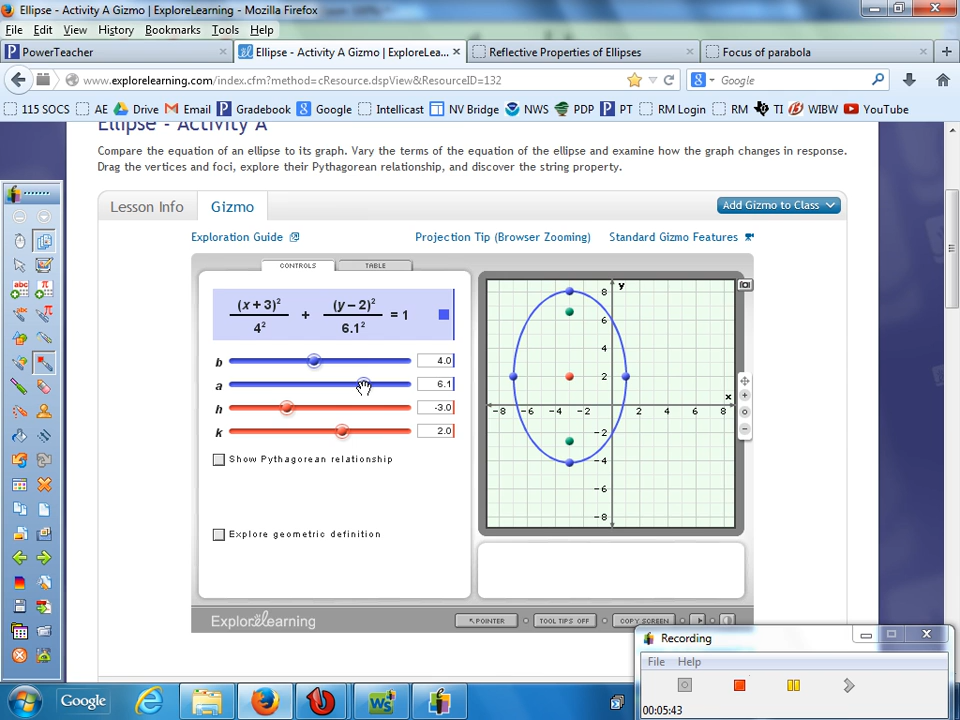 Ellipse - Activity A Gizmo | ExploreLearning - Mozilla Firefox
File Edit View History Bookmarks Tools Help
PowerTeacher × Ellipse - Activity A Gizmo | ExploreLea... × Reflective Properties of Ellipses × Focus of parabola × +
www.explorelearning.com/index.cfm?method=cResource.dspView&ResourceID=132 Google
115 SOCS AE Drive Email Gradebook Google Intellicast NV Bridge NWS PDP PT RM Login RM TI WIBW YouTube
Ellipse - Activity A
Compare the equation of an ellipse to its graph. Vary the terms of the equation of the ellipse and examine how the graph changes in response.
Drag the vertices and foci, explore their Pythagorean relationship, and discover the string property.
Lesson Info Gizmo Add Gizmo to Class
Exploration Guide Projection Tip (Browser Zooming) Standard Gizmo Features
CONTROLS TABLE
(x + 3)² / 4² + (y – 2)² / 6.1² = 1
b 4.0
a 6.1
h -3.0
k 2.0
Show Pythagorean relationship
Explore geometric definition
y
8
6
4
2
x
−8 −6 −4 −2 2 4 6 8
−2
−4
−6
−8
ExploreLearning POINTER TOOL TIPS OFF COPY SCREEN
Recording
File Help
00:05:43
abc π
Google Ws